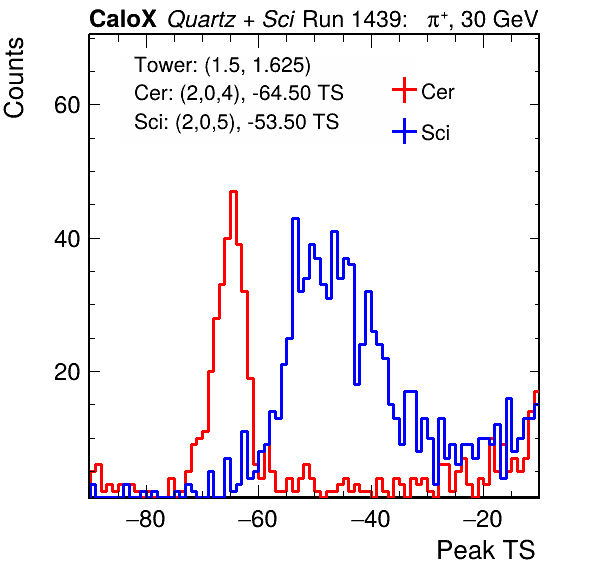 CaloX Quartz + Sci Run 1439: π⁺, 30 GeV
Counts
Tower: (1.5, 1.625)
Cer: (2,0,4), -64.50 TS
Sci: (2,0,5), -53.50 TS
Cer
Sci
60
40
20
−80 −60 −40 −20
Peak TS